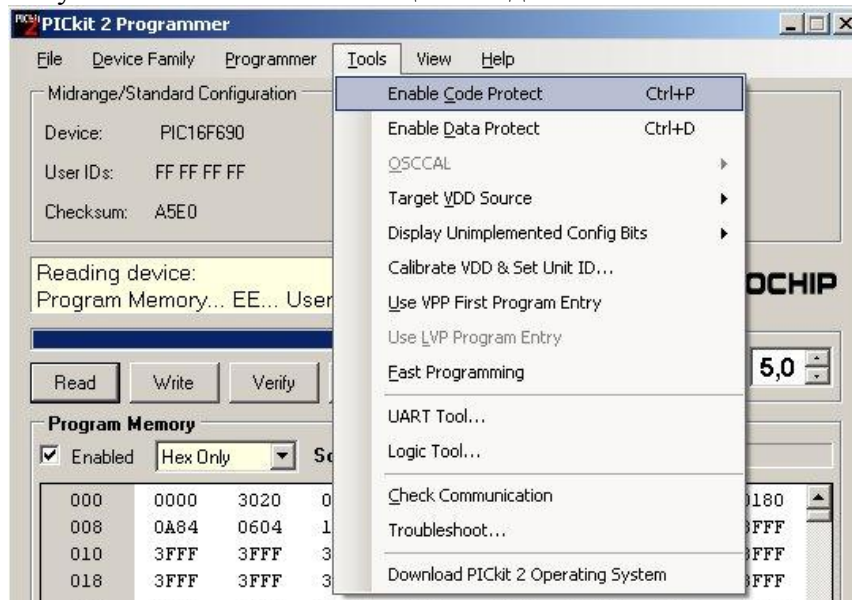 PICkit 2 Programmer
File Device Family Programmer Tools View Help
Midrange/Standard Configuration
Device: PIC16F690
User IDs: FF FF FF FF
Checksum: A5E0
Reading device:
Program Memory... EE... User
OCHIP
5,0
Read Write Verify
Program Memory
Enabled Hex Only
000 0000 3020 0 0180
008 0A84 0604 1 3FFF
010 3FFF 3FFF 3 3FFF
018 3FFF 3FFF 3 3FFF
Enable Code Protect Ctrl+P
Enable Data Protect Ctrl+D
OSCCAL
Target VDD Source
Display Unimplemented Config Bits
Calibrate VDD & Set Unit ID...
Use VPP First Program Entry
Use LVP Program Entry
Fast Programming
UART Tool...
Logic Tool...
Check Communication
Troubleshoot...
Download PICkit 2 Operating System